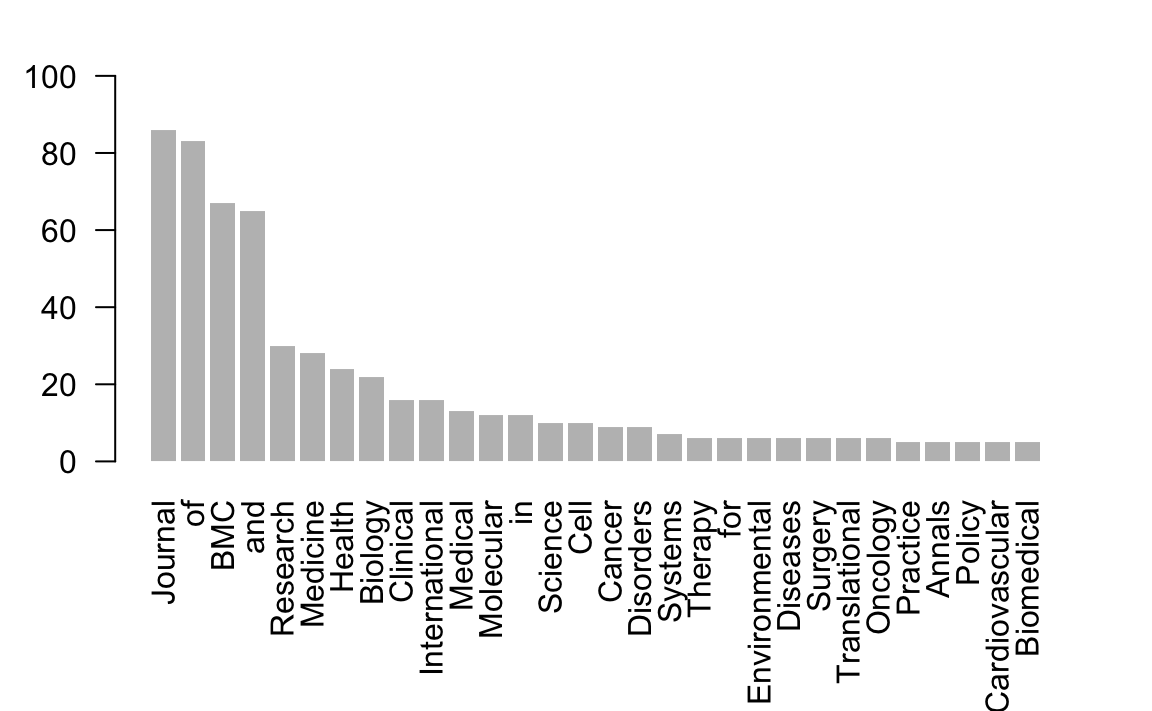 100
80
60
40
20
0
Journal
of
BMC
and
Research
Medicine
Health
Biology
Clinical
International
Medical
Molecular
in
Science
Cell
Cancer
Disorders
Systems
Therapy
for
Environmental
Diseases
Surgery
Translational
Oncology
Practice
Annals
Policy
Cardiovascular
Biomedical